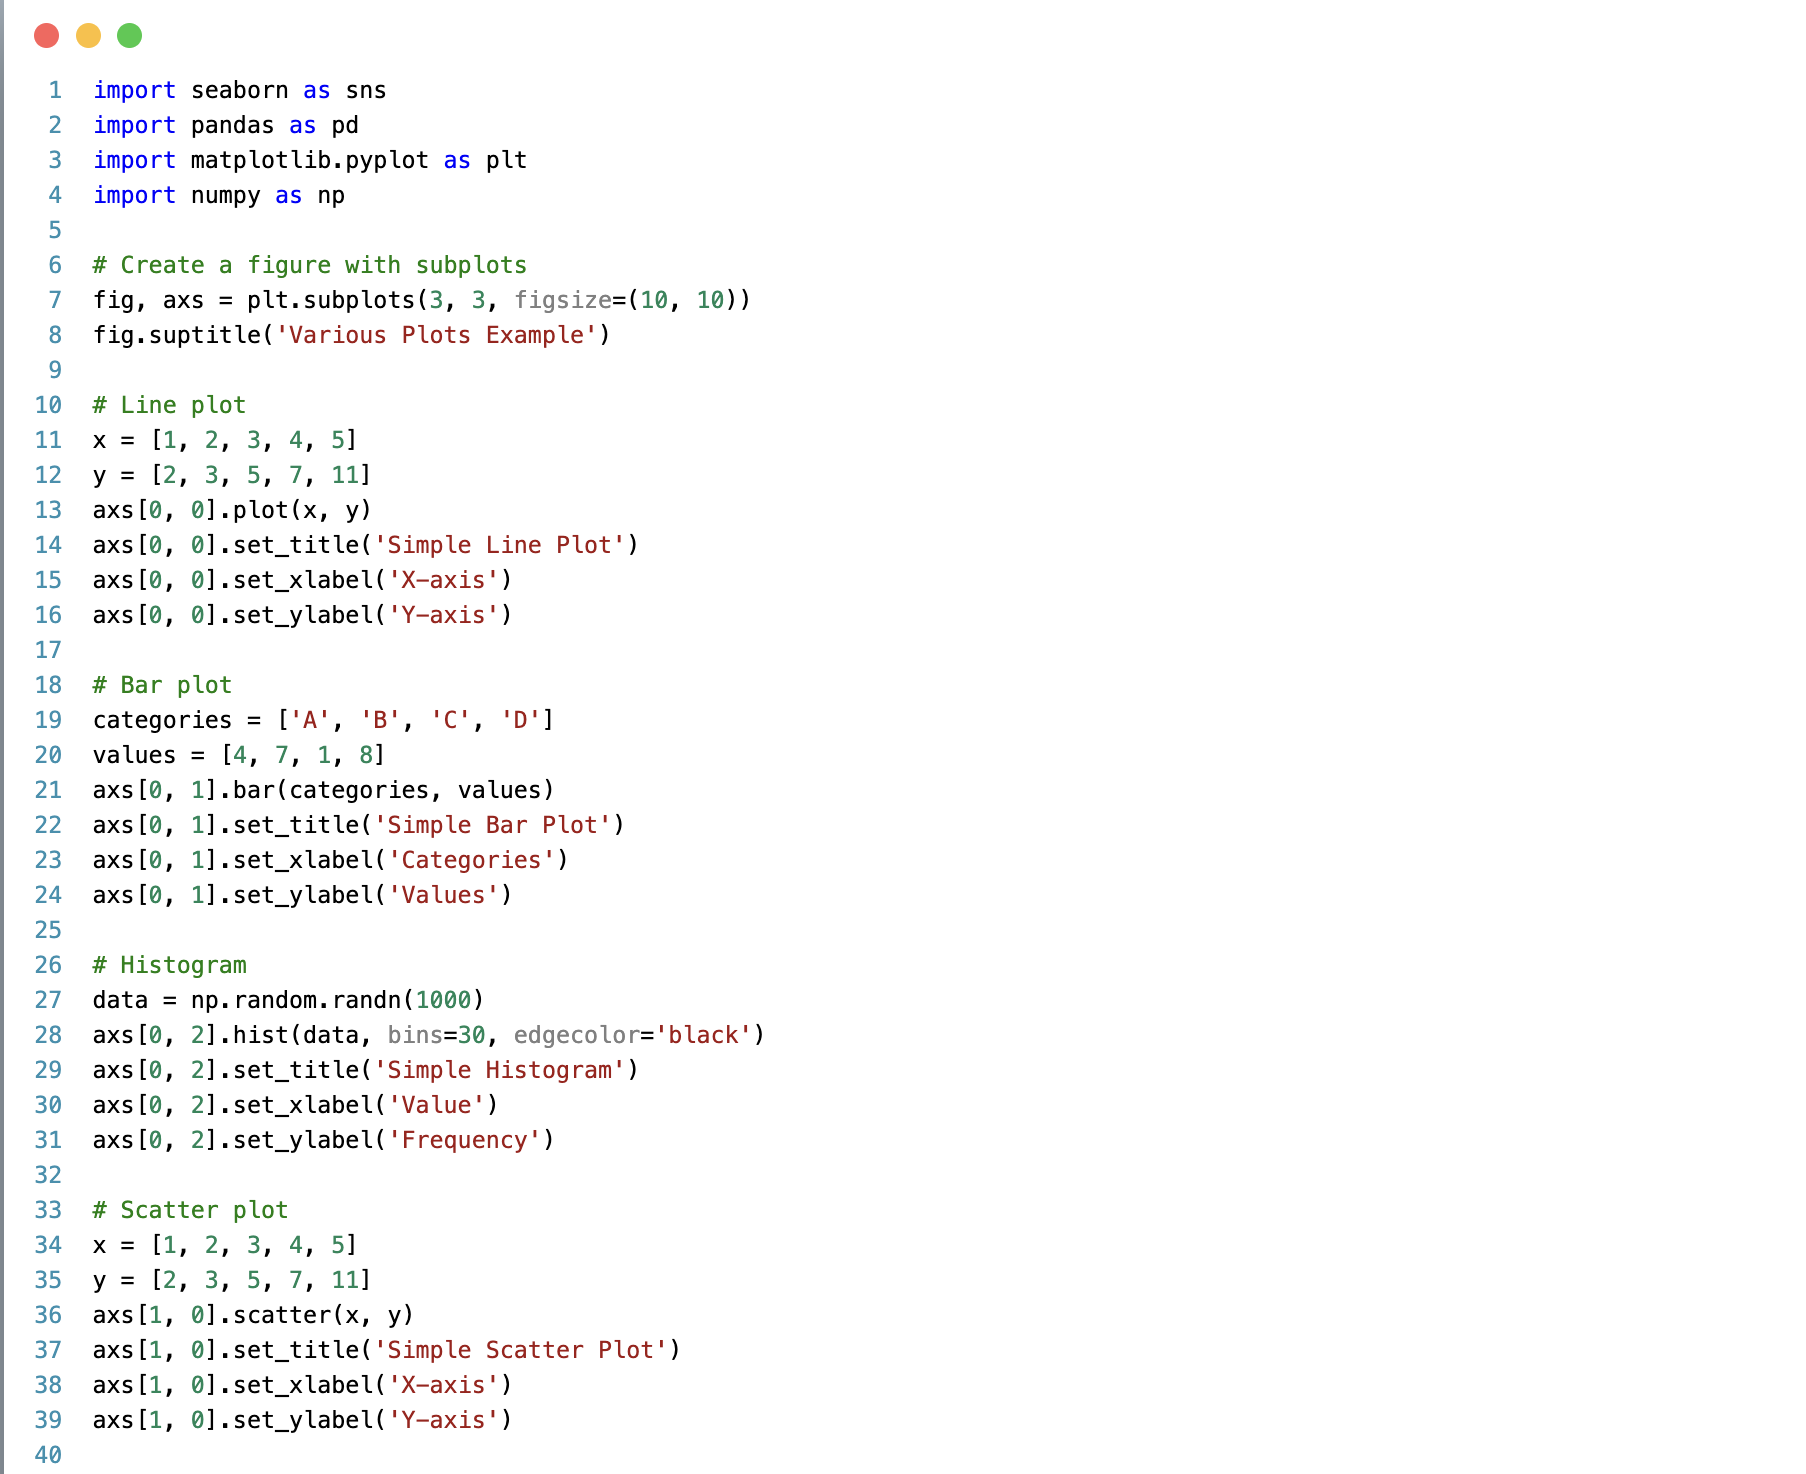 1 import seaborn as sns
2 import pandas as pd
3 import matplotlib.pyplot as plt
4 import numpy as np
5
6 # Create a figure with subplots
7 fig, axs = plt.subplots(3, 3, figsize=(10, 10))
8 fig.suptitle('Various Plots Example')
9
10 # Line plot
11 x = [1, 2, 3, 4, 5]
12 y = [2, 3, 5, 7, 11]
13 axs[0, 0].plot(x, y)
14 axs[0, 0].set_title('Simple Line Plot')
15 axs[0, 0].set_xlabel('X-axis')
16 axs[0, 0].set_ylabel('Y-axis')
17
18 # Bar plot
19 categories = ['A', 'B', 'C', 'D']
20 values = [4, 7, 1, 8]
21 axs[0, 1].bar(categories, values)
22 axs[0, 1].set_title('Simple Bar Plot')
23 axs[0, 1].set_xlabel('Categories')
24 axs[0, 1].set_ylabel('Values')
25
26 # Histogram
27 data = np.random.randn(1000)
28 axs[0, 2].hist(data, bins=30, edgecolor='black')
29 axs[0, 2].set_title('Simple Histogram')
30 axs[0, 2].set_xlabel('Value')
31 axs[0, 2].set_ylabel('Frequency')
32
33 # Scatter plot
34 x = [1, 2, 3, 4, 5]
35 y = [2, 3, 5, 7, 11]
36 axs[1, 0].scatter(x, y)
37 axs[1, 0].set_title('Simple Scatter Plot')
38 axs[1, 0].set_xlabel('X-axis')
39 axs[1, 0].set_ylabel('Y-axis')
40